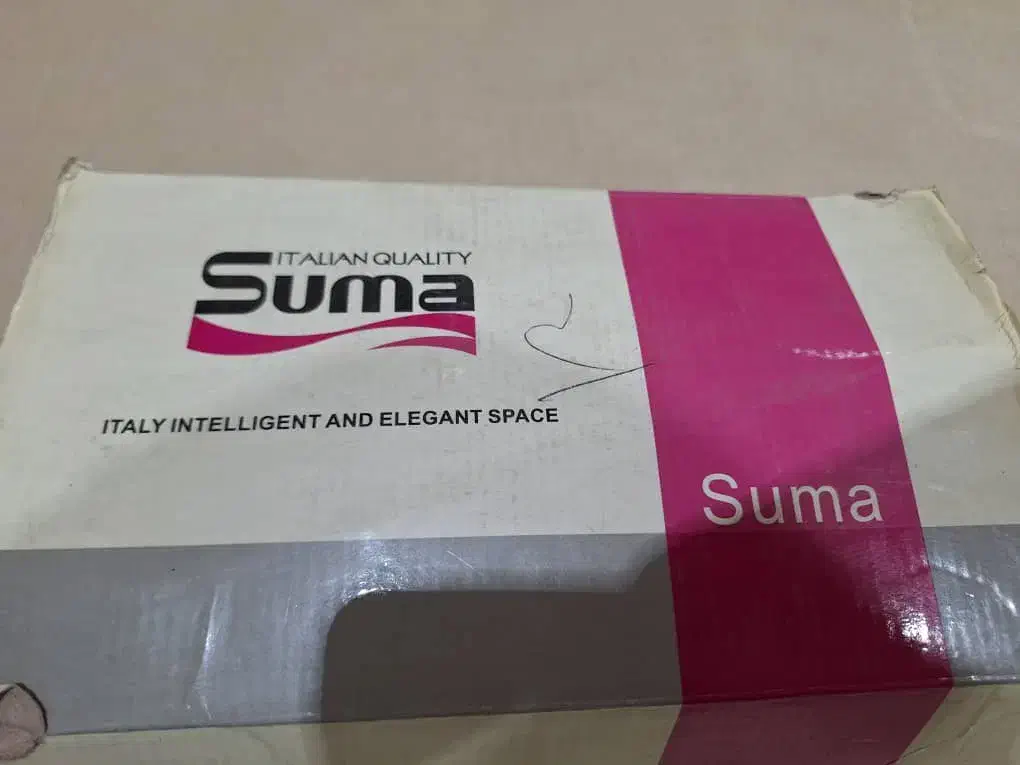 ITALIAN QUALITY
Suma
ITALY INTELLIGENT AND ELEGANT SPACE
Suma